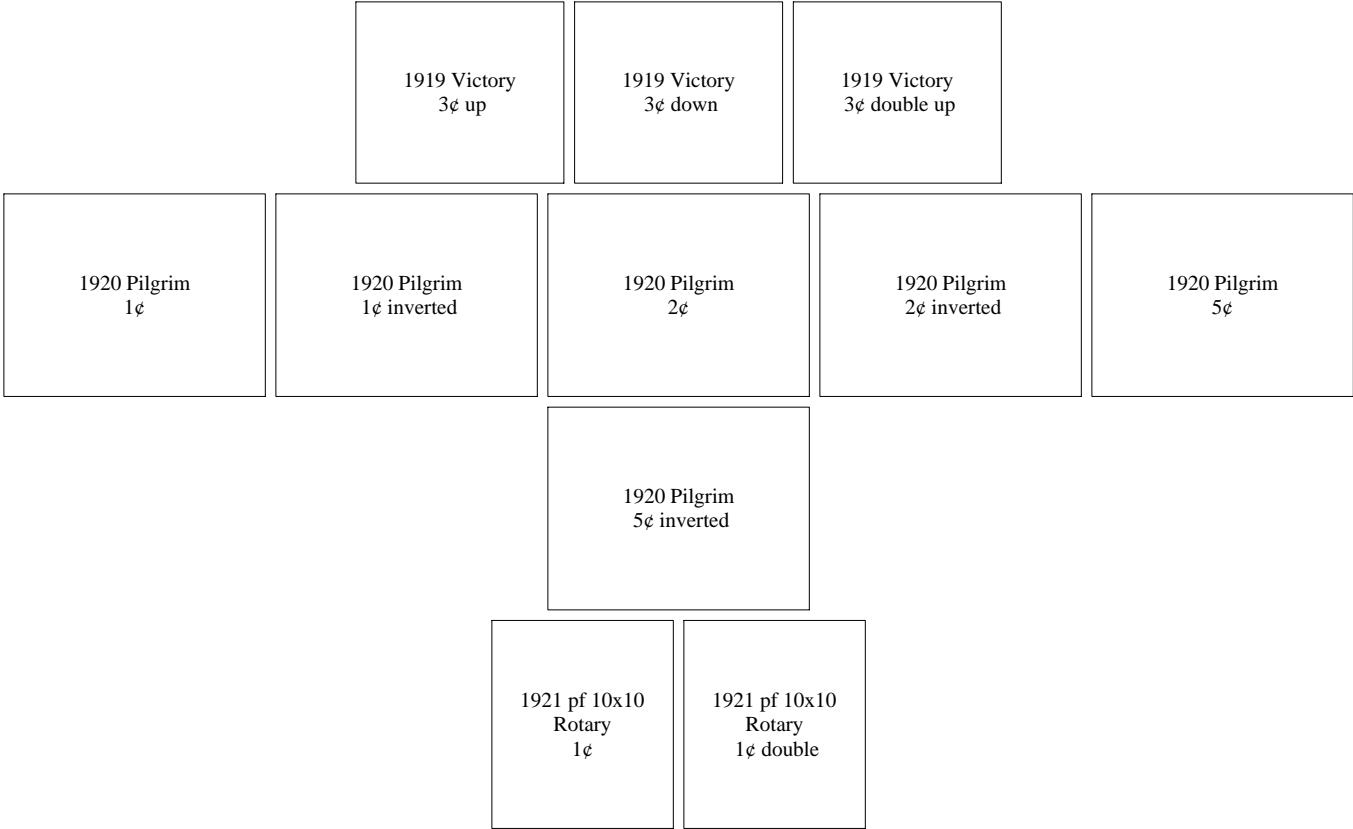 1919 Victory
3¢ up
1919 Victory
3¢ down
1919 Victory
3¢ double up
1920 Pilgrim
1¢
1920 Pilgrim
1¢ inverted
1920 Pilgrim
2¢
1920 Pilgrim
2¢ inverted
1920 Pilgrim
5¢
1920 Pilgrim
5¢ inverted
1921 pf 10x10
Rotary
1¢
1921 pf 10x10
Rotary
1¢ double